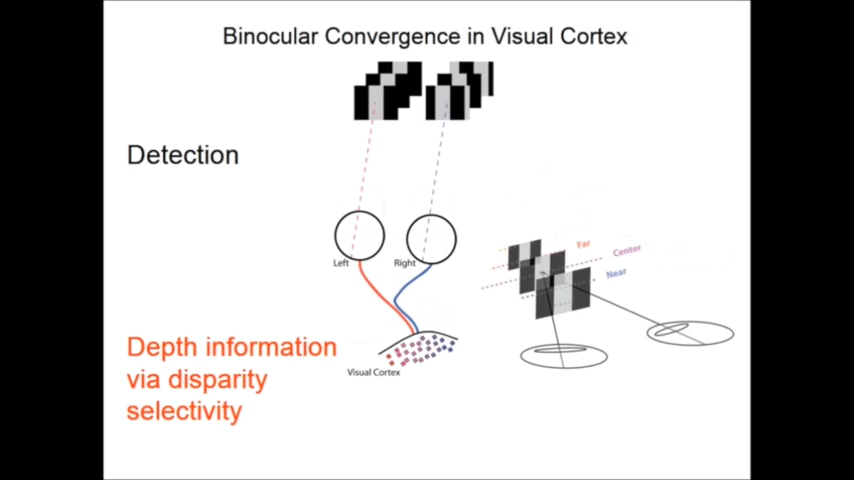 Binocular Convergence in Visual Cortex
Detection
Far
Center
Near
Left
Right
Visual Cortex
Depth information
via disparity
selectivity